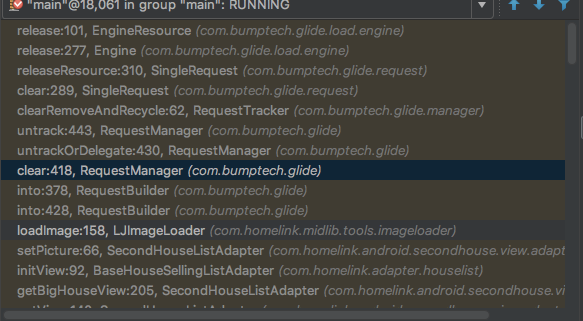 "main"@18,061 in group "main": RUNNING
release:101, EngineResource (com.bumptech.glide.load.engine)
release:277, Engine (com.bumptech.glide.load.engine)
releaseResource:310, SingleRequest (com.bumptech.glide.request)
clear:289, SingleRequest (com.bumptech.glide.request)
clearRemoveAndRecycle:62, RequestTracker (com.bumptech.glide.manager)
untrack:443, RequestManager (com.bumptech.glide)
untrackOrDelegate:430, RequestManager (com.bumptech.glide)
clear:418, RequestManager (com.bumptech.glide)
into:378, RequestBuilder (com.bumptech.glide)
into:428, RequestBuilder (com.bumptech.glide)
loadImage:158, LJImageLoader (com.homelink.midlib.tools.imageloader)
setPicture:66, SecondHouseListAdapter (com.homelink.android.secondhouse.view.adapt
initView:92, BaseHouseSellingListAdapter (com.homelink.adapter.houselist)
getBigHouseView:205, SecondHouseListAdapter (com.homelink.android.secondhouse.vi